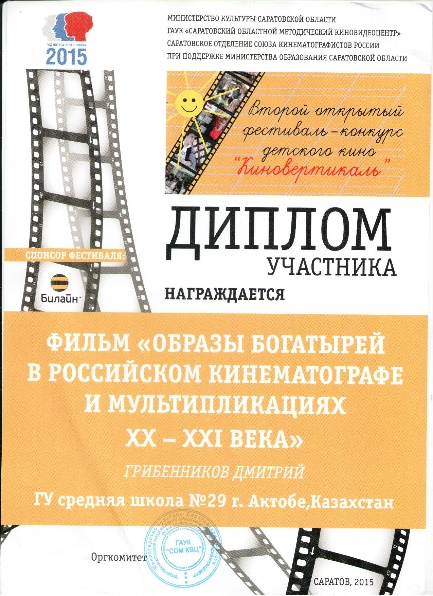 МИНИСТЕРСТВО КУЛЬТУРЫ САРАТОВСКОЙ ОБЛАСТИ
ГАУК «САРАТОВСКИЙ ОБЛАСТНОЙ МЕТОДИЧЕСКИЙ КИНОВИДЕОЦЕНТР»
САРАТОВСКОЕ ОТДЕЛЕНИЕ СОЮЗА КИНЕМАТОГРАФИСТОВ РОССИИ
ПРИ ПОДДЕРЖКЕ МИНИСТЕРСТВА ОБРАЗОВАНИЯ САРАТОВСКОЙ ОБЛАСТИ
2015
Второй открытый
фестиваль-конкурс
детского кино
"Киновертикаль"
ДИПЛОМ
УЧАСТНИКА
СПОНСОР ФЕСТИВАЛЯ:
Билайн
НАГРАЖДАЕТСЯ
ФИЛЬМ «ОБРАЗЫ БОГАТЫРЕЙ
В РОССИЙСКОМ КИНЕМАТОГРАФЕ
И МУЛЬТИПЛИКАЦИЯХ
XX – XXI ВЕКА»
ГРИБЕННИКОВ ДМИТРИЙ
ГУ средняя школа №29 г. Актобе,Казахстан
ГАУК
"СОМ КВЦ"
Оргкомитет
САРАТОВ, 2015